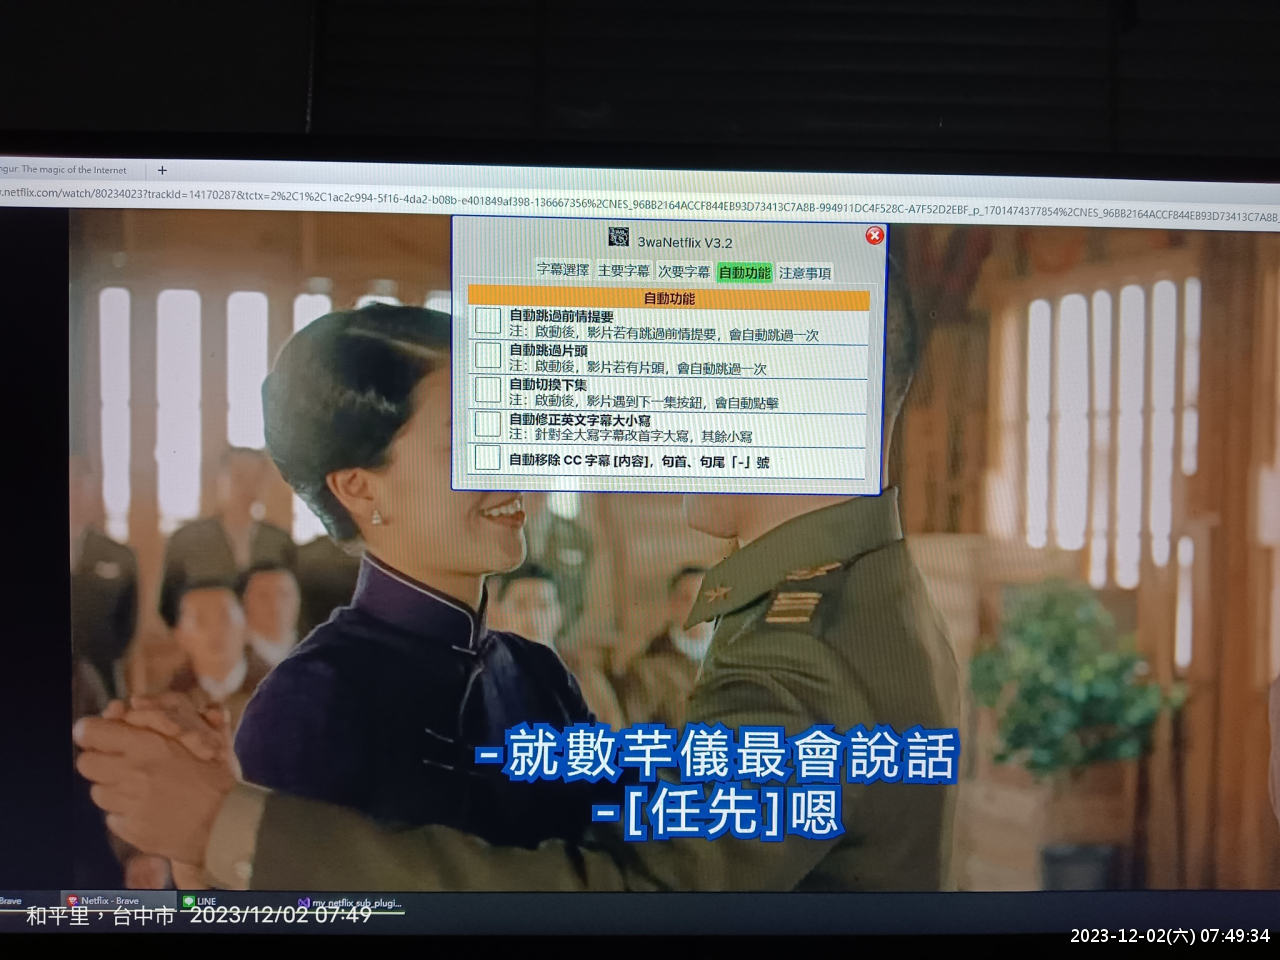 ngur: The magic of the Internet
+
.netflix.com/watch/80234023?trackId=14170287&tctx=2%2C1%2C1ac2c994-5f16-4da2-b08b-e401849af398-136667356%2CNES_96BB2164ACCF844EB93D73413C7A8B-994911DC4F528C-A7F52D2EBF_p_1701474377854%2CNES_96BB2164ACCF844EB93D73413C7A8B_
3waNetflix V3.2
字幕選擇 主要字幕 次要字幕 自動功能 注意事項
自動功能
自動跳過前情提要
注：啟動後，影片若有跳過前情提要，會自動跳過一次
自動跳過片頭
注：啟動後，影片若有片頭，會自動跳過一次
自動切換下集
注：啟動後，影片遇到下一集按鈕，會自動點擊
自動修正英文字幕大小寫
注：針對全大寫字幕改首字大寫，其餘小寫
自動移除 CC 字幕 [內容]，句首、句尾「-」號
-就數芊儀最會說話
-[任先]嗯
Brave Netflix - Brave LINE my_netflix_sub_plugi...
和平里，台中市 2023/12/02 07:49
2023-12-02(六) 07:49:34